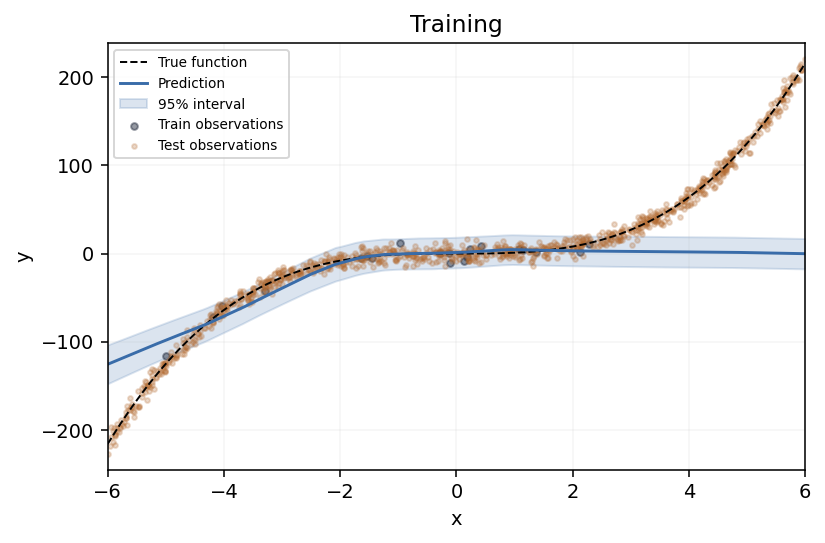 Training
True function
Prediction
95% interval
Train observations
Test observations
y
200
100
0
−100
−200
−6 −4 −2 0 2 4 6
x